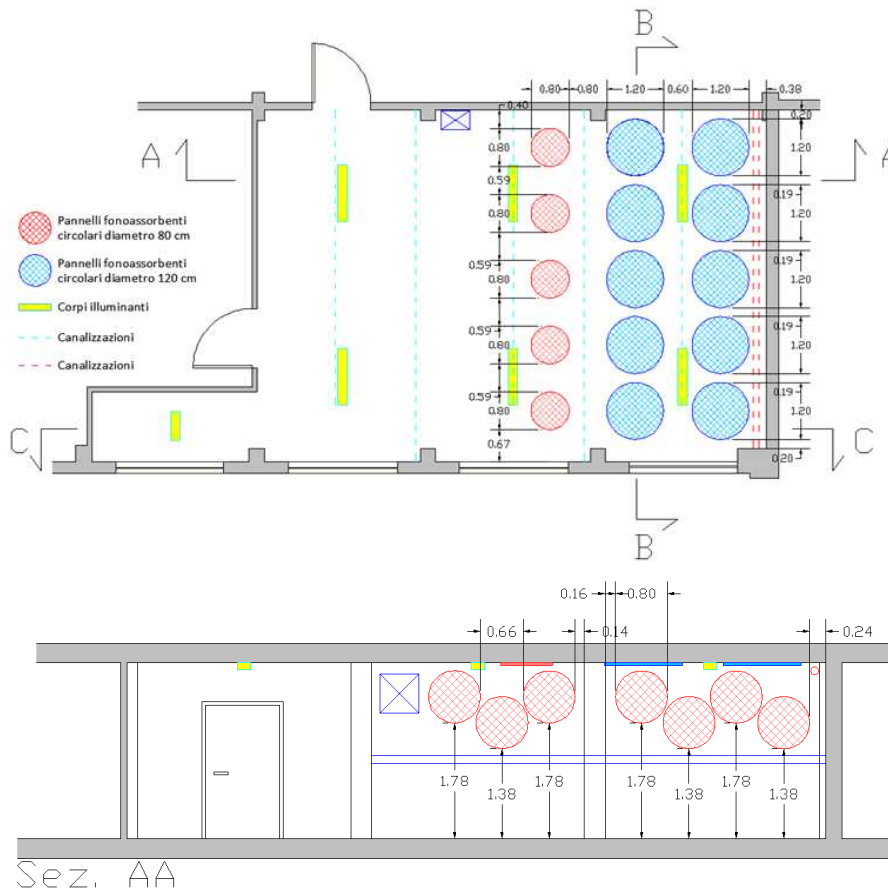 B
0.80
0.80
1.20
0.60
1.20
0.38
0.40
0.20
A
A
0.80
1.20
0.59
0.19
0.80
1.20
Pannelli fonoassorbenti
circolari diametro 80 cm
Pannelli fonoassorbenti
circolari diametro 120 cm
Corpi illuminanti
Canalizzazioni
Canalizzazioni
0.59
0.19
0.80
1.20
0.59
0.19
0.80
1.20
0.59
0.19
0.80
1.20
C
C
0.67
0.20
B
0.16
0.80
0.66
0.14
0.24
1.78
1.38
1.78
1.78
1.38
1.78
1.38
Sez. AA